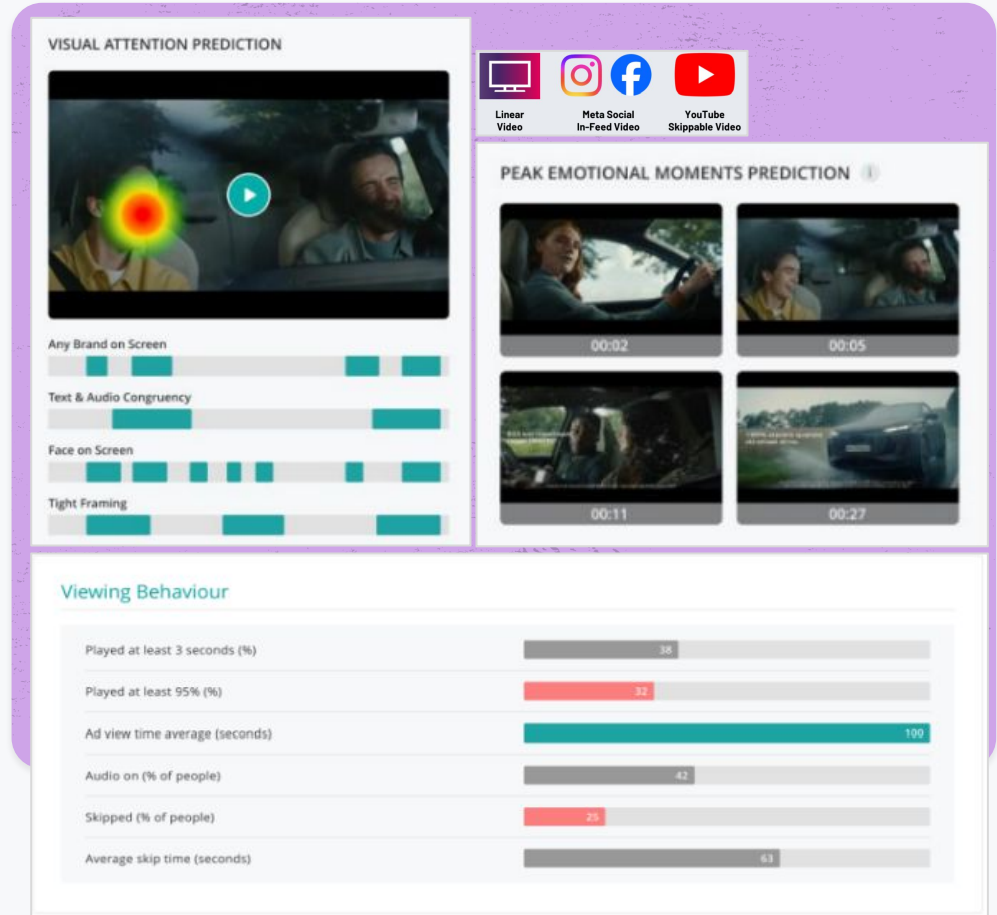 VISUAL ATTENTION PREDICTION
Linear
Video
Meta Social
In-Feed Video
YouTube
Skippable Video
PEAK EMOTIONAL MOMENTS PREDICTION
i
00:02
00:05
00:11
00:27
Any Brand on Screen
Text & Audio Congruency
Face on Screen
Tight Framing
Viewing Behaviour
Played at least 3 seconds (%)
38
Played at least 95% (%)
32
Ad view time average (seconds)
100
Audio on (% of people)
42
Skipped (% of people)
25
Average skip time (seconds)
63